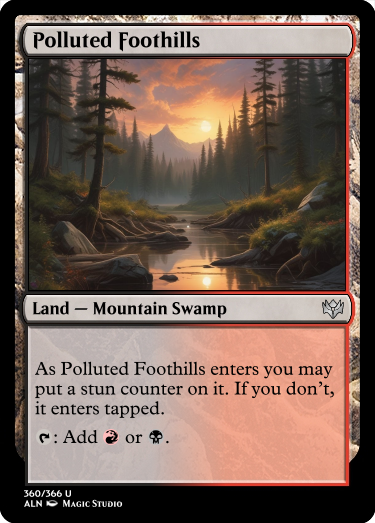 Polluted Foothills
Land — Mountain Swamp
As Polluted Foothills enters you may
put a stun counter on it. If you don't,
it enters tapped.
: Add or .
360/366 U
ALN Magic Studio